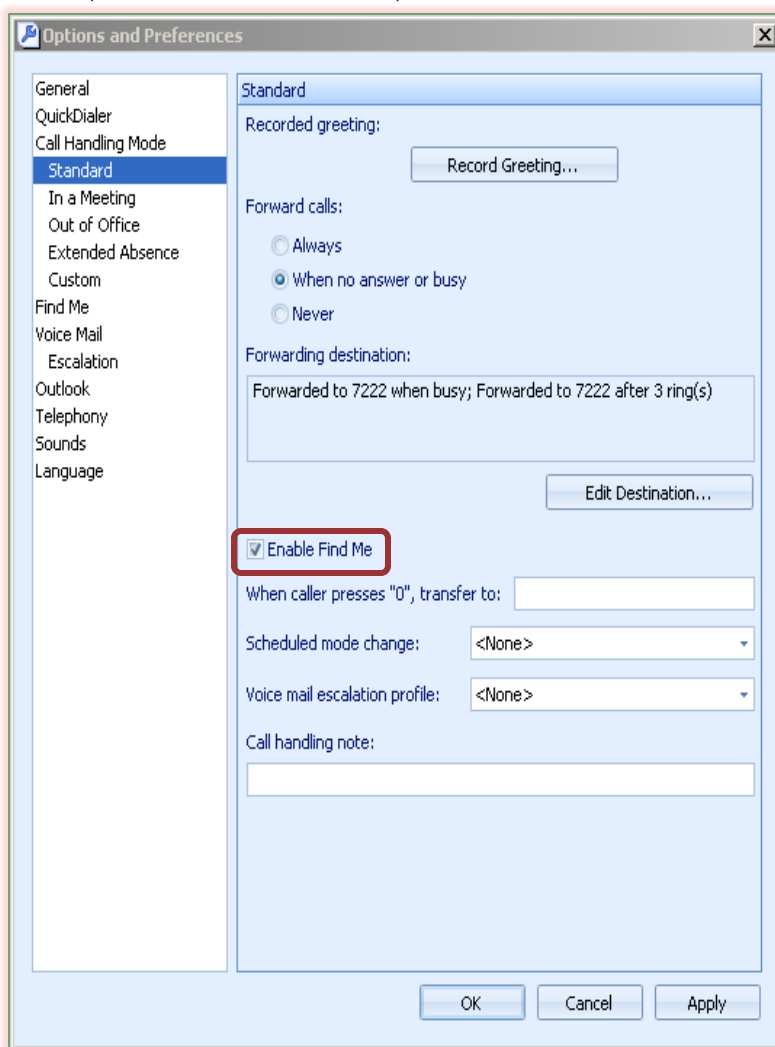 Options and Preferences
General
QuickDialer
Call Handling Mode
Standard
In a Meeting
Out of Office
Extended Absence
Custom
Find Me
Voice Mail
Escalation
Outlook
Telephony
Sounds
Language
Standard
Recorded greeting:
Record Greeting...
Forward calls:
Always
When no answer or busy
Never
Forwarding destination:
Forwarded to 7222 when busy; Forwarded to 7222 after 3 ring(s)
Edit Destination...
Enable Find Me
When caller presses "0", transfer to:
Scheduled mode change: <None>
Voice mail escalation profile: <None>
Call handling note:
OK Cancel Apply